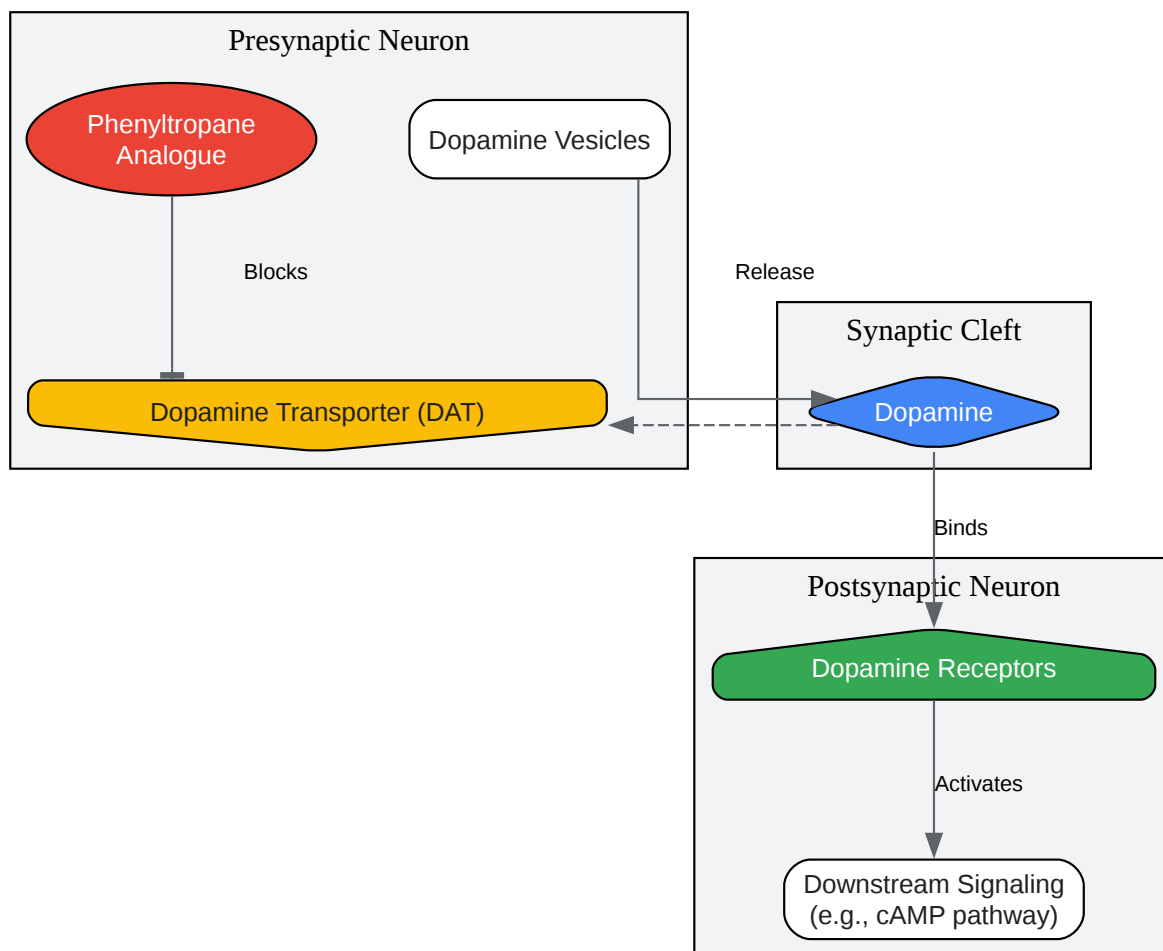 Presynaptic Neuron
Phenyltropane
Analogue
Dopamine Vesicles
Blocks
Release
Synaptic Cleft
Dopamine Transporter (DAT)
Dopamine
Binds
Postsynaptic Neuron
Dopamine Receptors
Activates
Downstream Signaling
(e.g., cAMP pathway)